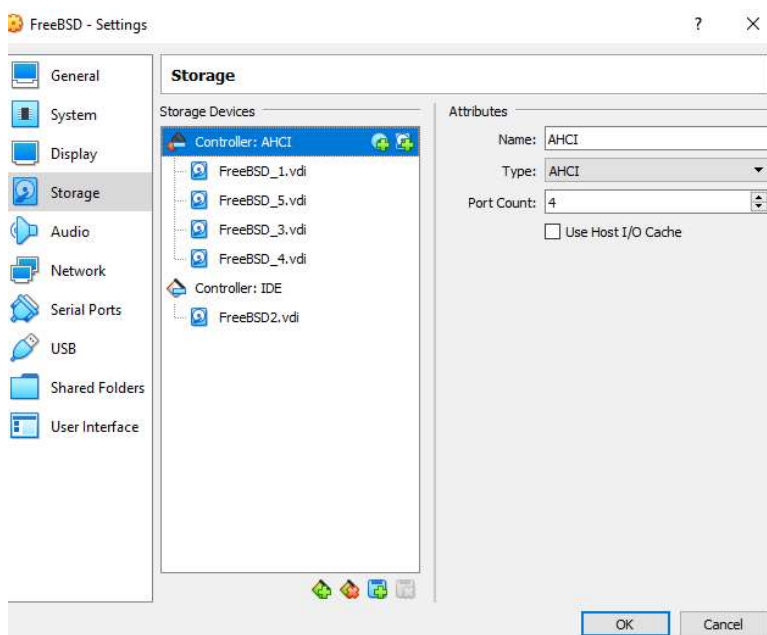 FreeBSD - Settings
?
General
System
Display
Storage
Audio
Network
Serial Ports
USB
Shared Folders
User Interface
Storage
Storage Devices
Controller: AHCI
FreeBSD_1.vdi
FreeBSD_5.vdi
FreeBSD_3.vdi
FreeBSD_4.vdi
Controller: IDE
FreeBSD2.vdi
Attributes
Name: AHCI
Type: AHCI
Port Count: 4
Use Host I/O Cache
OK
Cancel